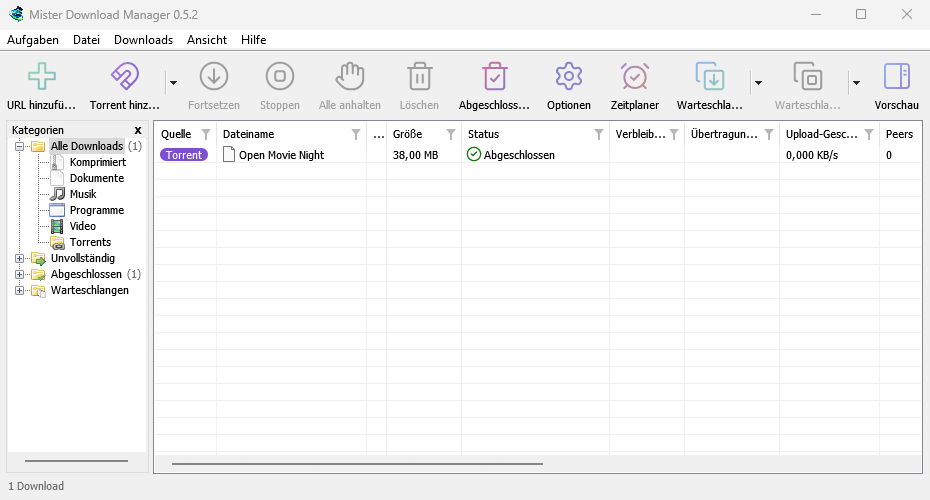 Mister Download Manager 0.5.2
Aufgaben Datei Downloads Ansicht Hilfe
URL hinzufü... Torrent hinz... Fortsetzen Stoppen Alle anhalten Löschen Abgeschloss... Optionen Zeitplaner Warteschla... Warteschla... Vorschau
Kategorien x
Alle Downloads (1)
Komprimiert
Dokumente
Musik
Programme
Video
Torrents
Unvollständig
Abgeschlossen (1)
Warteschlangen
Quelle Dateiname ... Größe Status Verbleib... Übertragun... Upload-Gesc... Peers
Torrent Open Movie Night 38,00 MB Abgeschlossen 0,000 KB/s 0
1 Download